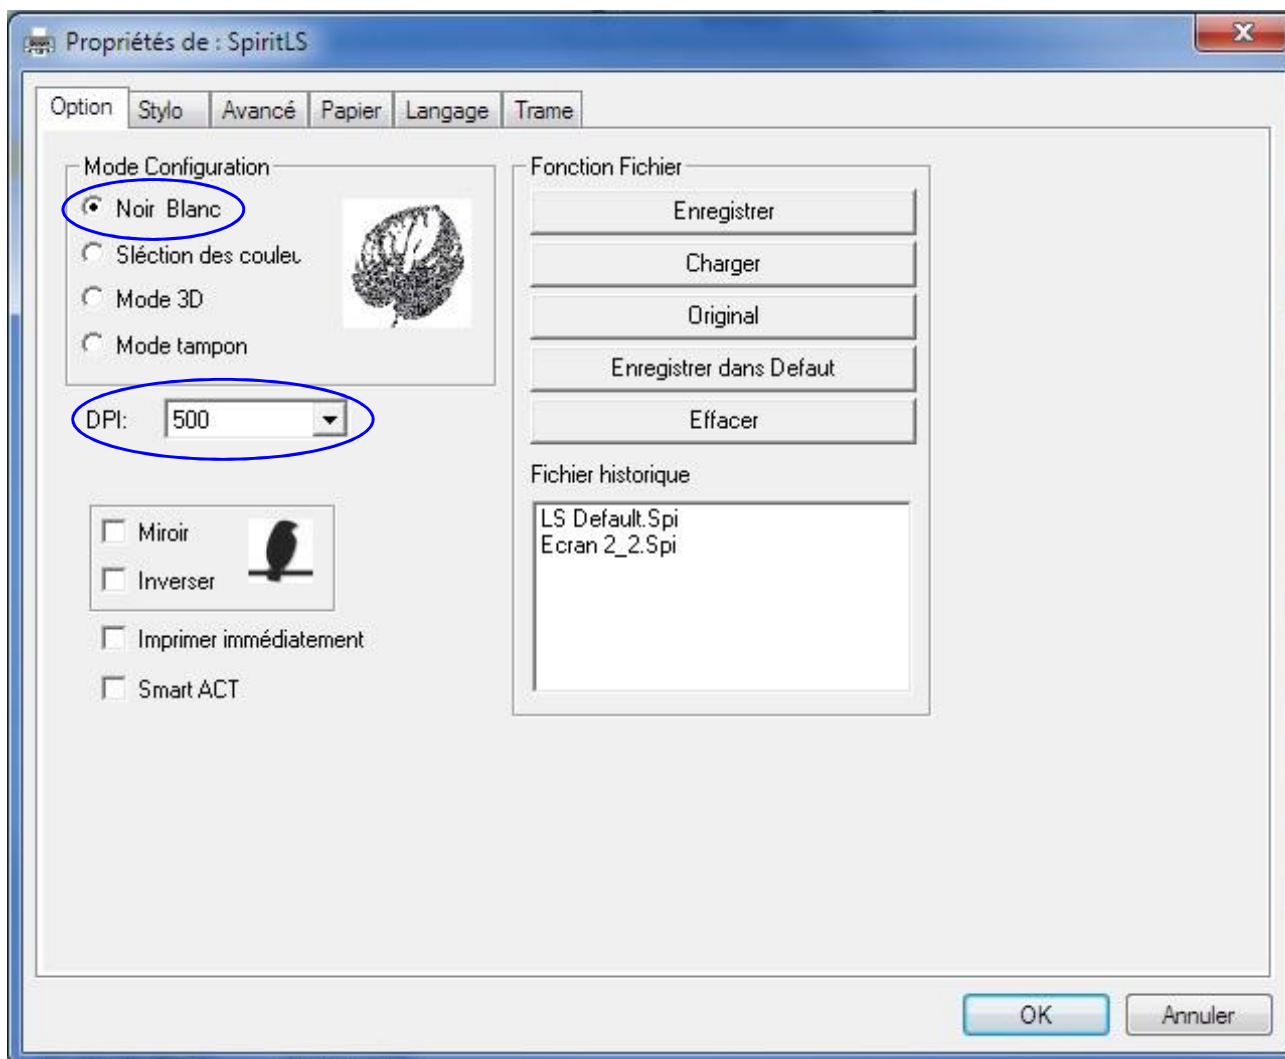 Propriétés de : SpiritLS
Option Stylo Avancé Papier Langage Trame
Mode Configuration
Noir Blanc
Sléction des couleu
Mode 3D
Mode tampon
DPI: 500
Miroir
Inverser
Imprimer immédiatement
Smart ACT
Fonction Fichier
Enregistrer
Charger
Original
Enregistrer dans Defaut
Effacer
Fichier historique
LS Default.Spi
Ecran 2_2.Spi
OK Annuler